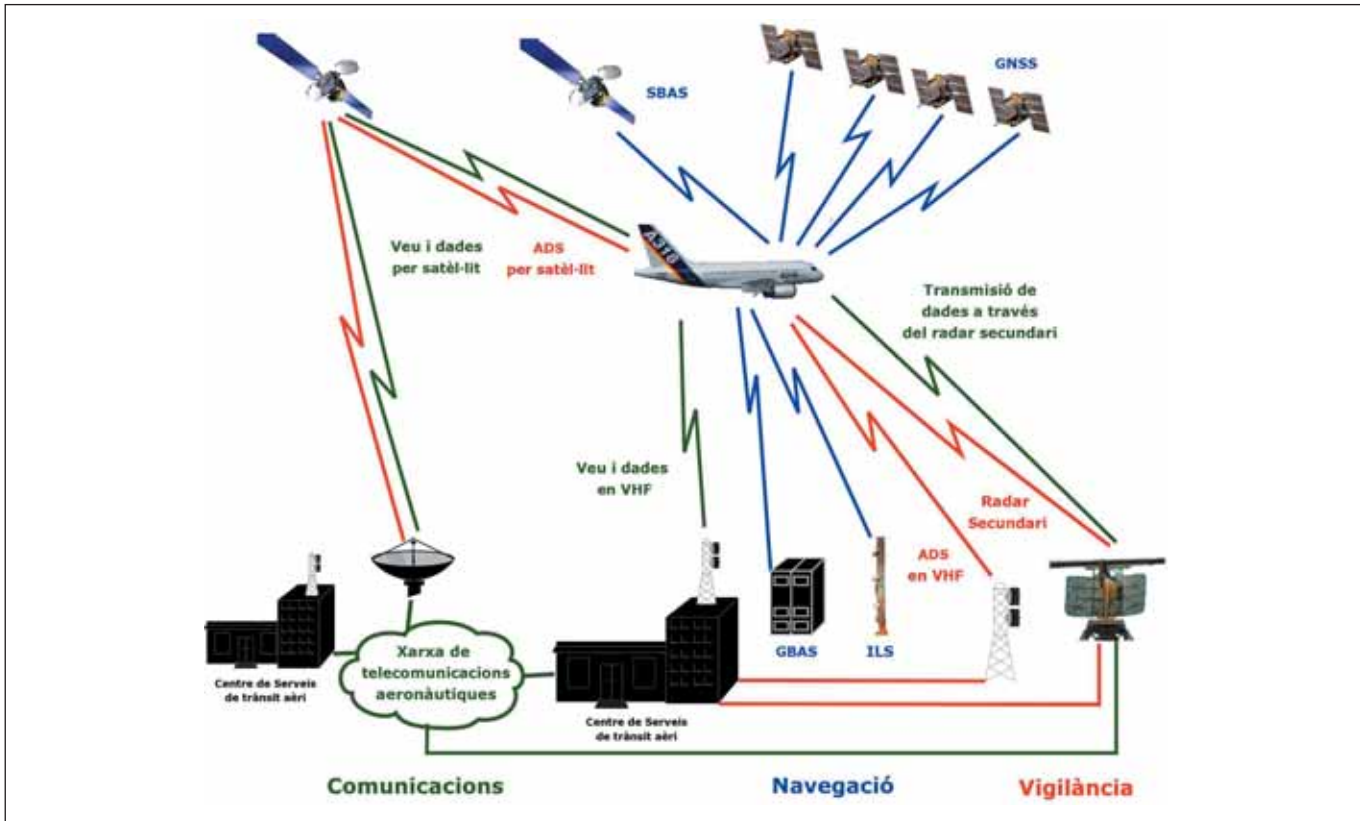 SBAS
GNSS
A318
Veu i dades
per satèl·lit
ADS
per satèl·lit
Transmisió de
dades a través
del radar secundari
Veu i dades
en VHF
Radar
Secundari
ADS
en VHF
GBAS
ILS
Centre de Serveis
de trànsit aèri
Xarxa de
telecomunicacions
aeronàutiques
Centre de Serveis
de trànsit aèri
Comunicacions
Navegació
Vigilància